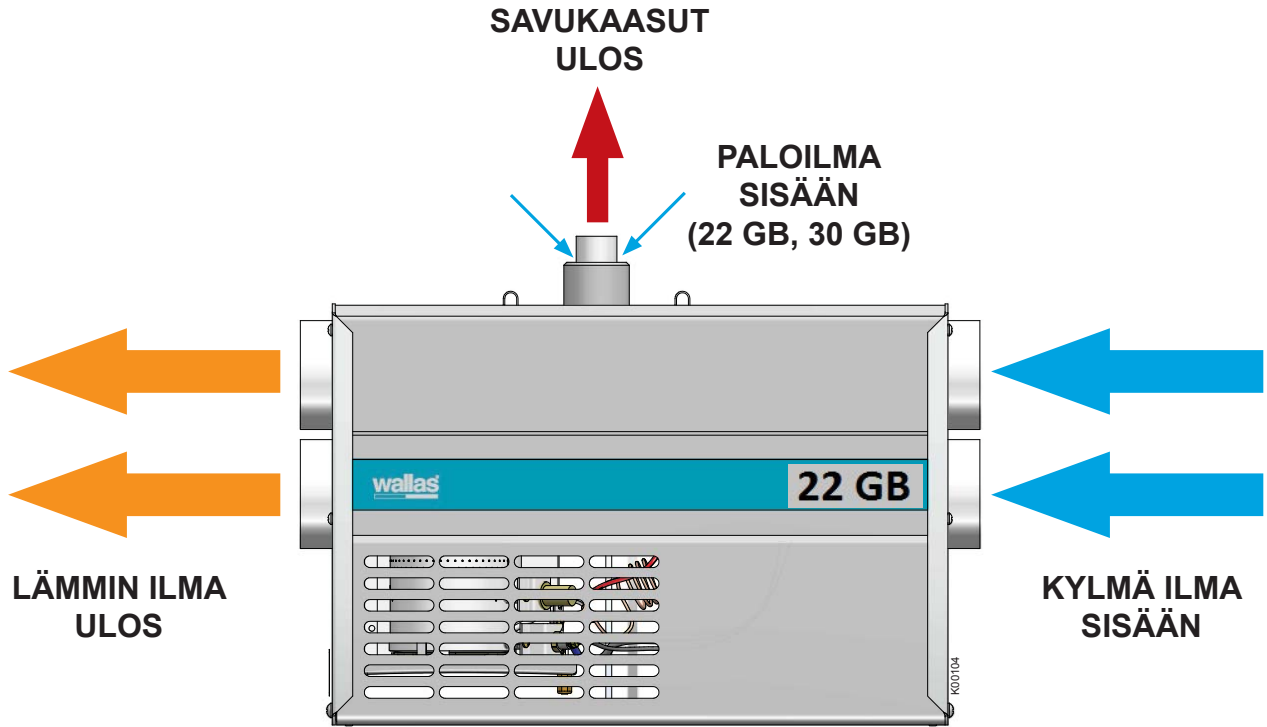 SAVUKAASUT
ULOS
PALOILMA
SISÄÄN
(22 GB, 30 GB)
wallas
22 GB
LÄMMIN ILMA
ULOS
KYLMÄ ILMA
SISÄÄN
K00104